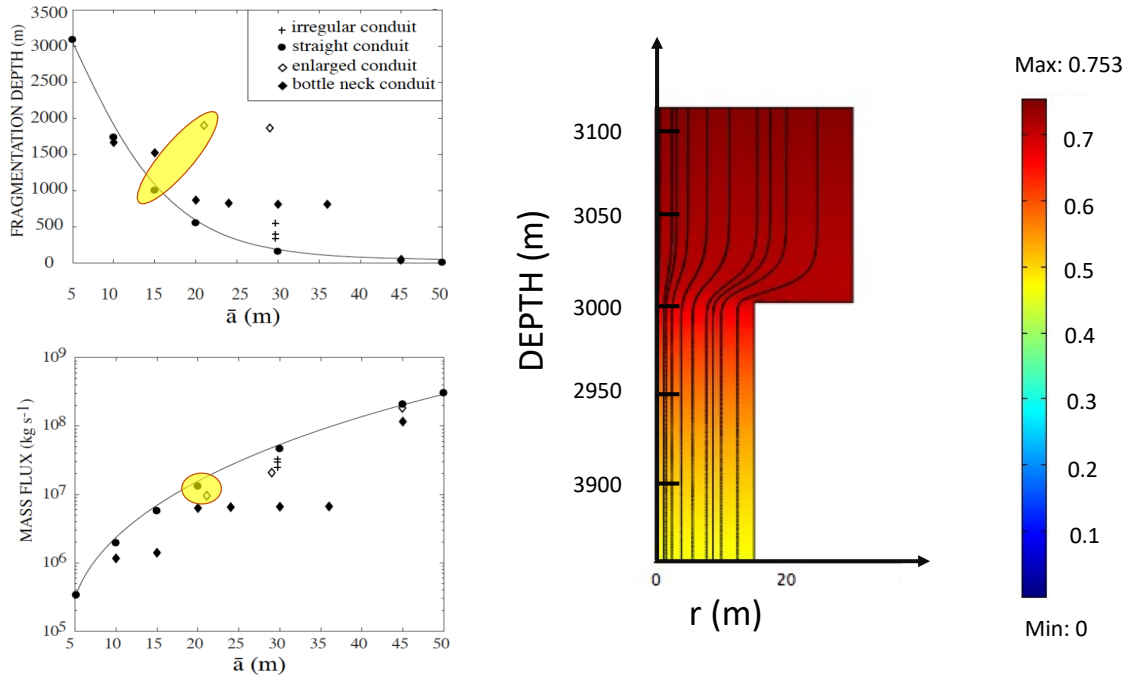 FRAGMENTATION DEPTH (m)
3500
3000
2500
2000
1500
1000
500
0
irregular conduit
straight conduit
enlarged conduit
bottle neck conduit
5 10 15 20 25 30 35 40 45 50
a̅ (m)
MASS FLUX (kg s⁻¹)
10⁹
10⁸
10⁷
10⁶
10⁵
5 10 15 20 25 30 35 40 45 50
a̅ (m)
DEPTH (m)
3100
3050
3000
2950
3900
0 20
r (m)
Max: 0.753
0.7
0.6
0.5
0.4
0.3
0.2
0.1
Min: 0